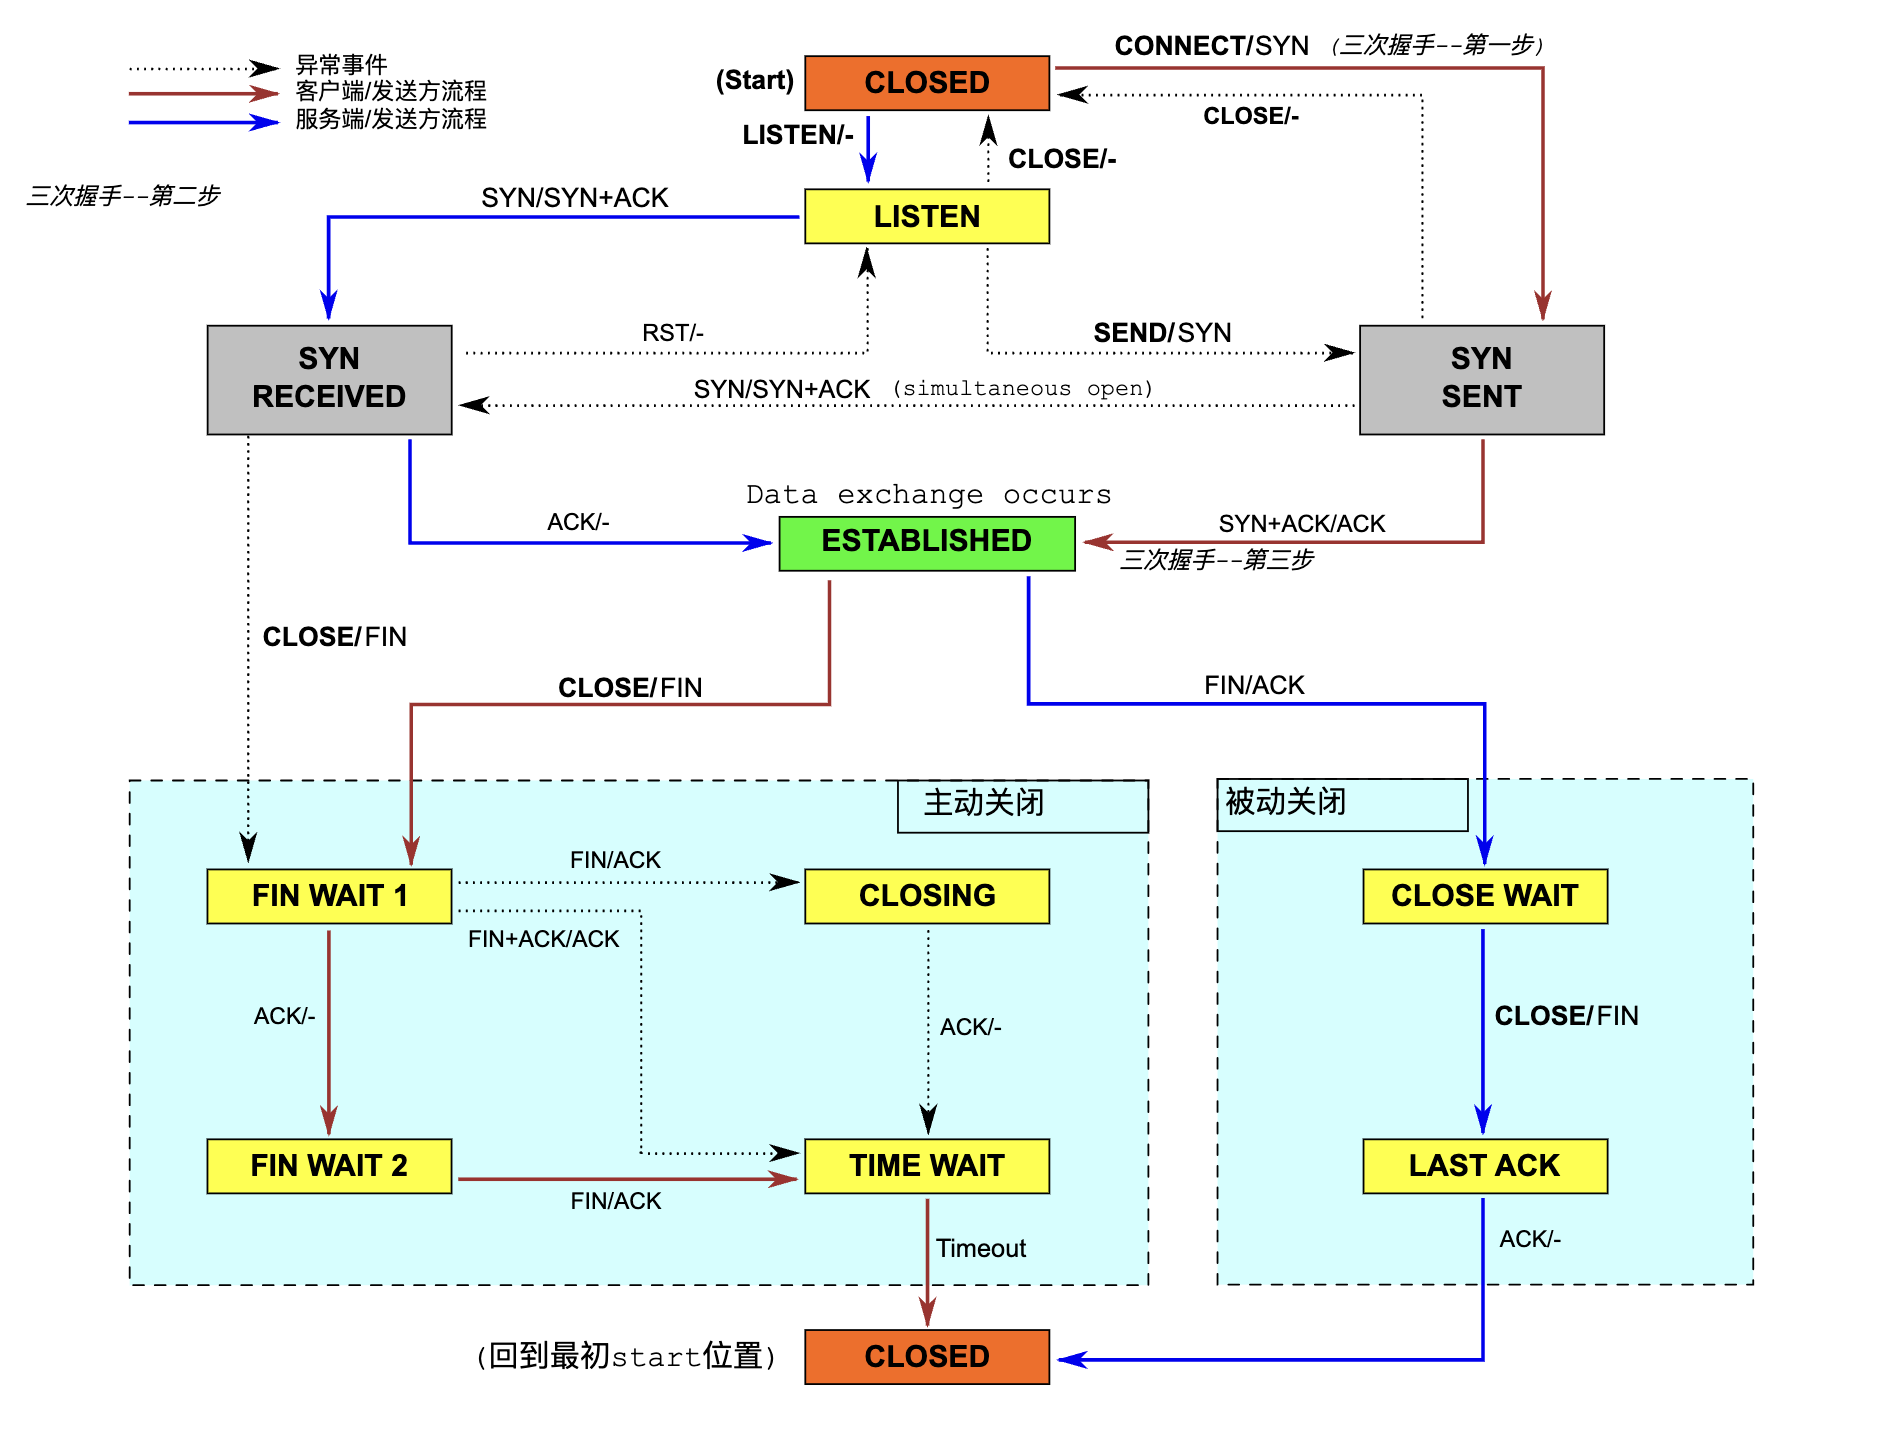 CONNECT/SYN (三次握手--第一步)
异常事件
客户端/发送方流程
服务端/发送方流程
(Start)
CLOSED
CLOSE/-
LISTEN/-
CLOSE/-
三次握手--第二步
SYN/SYN+ACK
LISTEN
RST/-
SEND/SYN
SYN
RECEIVED
SYN
SENT
SYN/SYN+ACK (simultaneous open)
Data exchange occurs
ACK/-
ESTABLISHED
SYN+ACK/ACK
三次握手--第三步
CLOSE/FIN
CLOSE/FIN
FIN/ACK
主动关闭
被动关闭
FIN WAIT 1
FIN/ACK
CLOSING
CLOSE WAIT
FIN+ACK/ACK
ACK/-
ACK/-
CLOSE/FIN
FIN WAIT 2
TIME WAIT
LAST ACK
FIN/ACK
Timeout
ACK/-
(回到最初start位置)
CLOSED